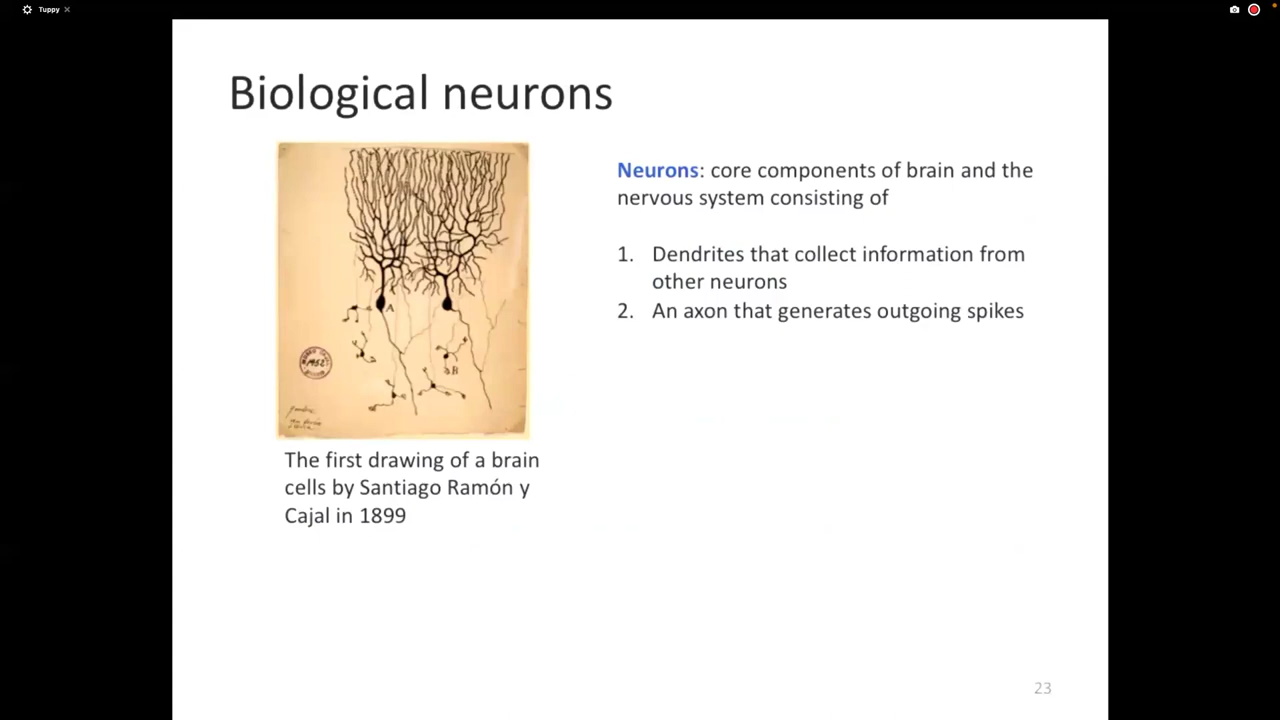 Tuppy
Biological neurons
Neurons: core components of brain and the
nervous system consisting of
1. Dendrites that collect information from
other neurons
2. An axon that generates outgoing spikes
A
B
1952
The first drawing of a brain
cells by Santiago Ramón y
Cajal in 1899
23